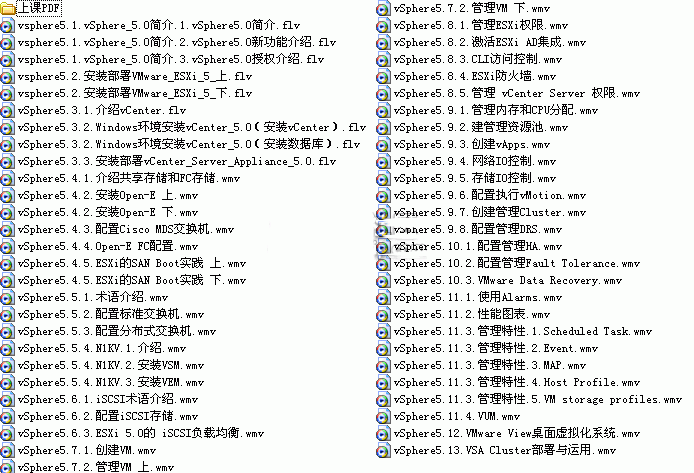 上课PDF
vsphere5.1.vSphere_5.0简介.1.vSphere5.0简介.flv
vsphere5.1.vSphere_5.0简介.2.vSphere5.0新功能介绍.flv
vsphere5.1.vSphere_5.0简介.3.vSphere5.0授权介绍.flv
vsphere5.2.安装部署VMware_ESXi_5_上.flv
vsphere5.2.安装部署VMware_ESXi_5_下.flv
vSphere5.3.1.介绍vCenter.flv
vSphere5.3.2.Windows环境安装vCenter_5.0(安装vCenter).flv
vSphere5.3.2.Windows环境安装vCenter_5.0(安装数据库).flv
vSphere5.3.3.安装部署vCenter_Server_Appliance_5.0.flv
vSphere5.4.1.介绍共享存储和FC存储.wmv
vSphere5.4.2.安装Open-E 上.wmv
vSphere5.4.2.安装Open-E 下.wmv
vSphere5.4.3.配置Cisco MDS交换机.wmv
vSphere5.4.4.Open-E FC配置.wmv
vSphere5.4.5.ESXi的SAN Boot实践 上.wmv
vSphere5.4.5.ESXi的SAN Boot实践 下.wmv
vSphere5.5.1.术语介绍.wmv
vSphere5.5.2.配置标准交换机.wmv
vSphere5.5.3.配置分布式交换机.wmv
vSphere5.5.4.N1KV.1.介绍.wmv
vSphere5.5.4.N1KV.2.安装VSM.wmv
vSphere5.5.4.N1KV.3.安装VEM.wmv
vSphere5.6.1.iSCSI术语介绍.wmv
vSphere5.6.2.配置iSCSI存储.wmv
vSphere5.6.3.ESXi 5.0的 iSCSI负载均衡.wmv
vSphere5.7.1.创建VM.wmv
vSphere5.7.2.管理VM 上.wmv
vSphere5.7.2.管理VM 下.wmv
vSphere5.8.1.管理ESXi权限.wmv
vSphere5.8.2.激活ESXi AD集成.wmv
vSphere5.8.3.CLI访问控制.wmv
vSphere5.8.4.ESXi防火墙.wmv
vSphere5.8.5.管理 vCenter Server 权限.wmv
vSphere5.9.1.管理内存和CPU分配.wmv
vSphere5.9.2.建管理资源池.wmv
vSphere5.9.3.创建vApps.wmv
vSphere5.9.4.网络IO控制.wmv
vSphere5.9.5.存储IO控制.wmv
vSphere5.9.6.配置执行vMotion.wmv
vSphere5.9.7.创建管理Cluster.wmv
vSphere5.9.8.配置管理DRS.wmv
vSphere5.10.1.配置管理HA.wmv
vSphere5.10.2.配置管理Fault Tolerance.wmv
vSphere5.10.3.VMware Data Recovery.wmv
vSphere5.11.1.使用Alarms.wmv
vSphere5.11.2.性能图表.wmv
vSphere5.11.3.管理特性.1.Scheduled Task.wmv
vSphere5.11.3.管理特性.2.Event.wmv
vSphere5.11.3.管理特性.3.MAP.wmv
vSphere5.11.3.管理特性.4.Host Profile.wmv
vSphere5.11.3.管理特性.5.VM storage profiles.wmv
vSphere5.11.4.VUM.wmv
vSphere5.12.VMware View桌面虚拟化系统.wmv
vSphere5.13.VSA Cluster部署与运用.wmv